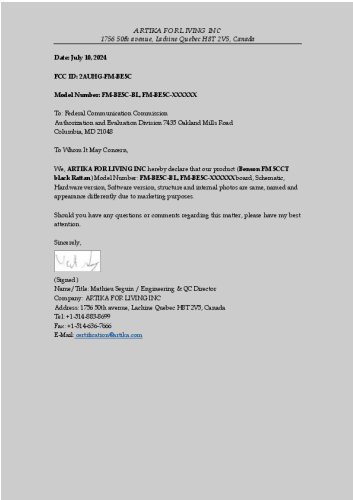 ARTIKA FOR LIVING INC
1756 50th avenue, Lachine Quebec H8T 2V5, Canada
Date: July 10, 2024
FCC ID: 2AUHG-FM-BESC
Model Number: FM-BESC-BL, FM-BESC-XXXXXX
To: Federal Communication Commission
Authorization and Evaluation Division 7435 Oakland Mills Road
Columbia, MD 21048
To Whom It May Concern,
We, ARTIKA FOR LIVING INC hereby declare that our product (Benson FM 5CCT
black Rattan) Model Number: FM-BESC-BL, FM-BESC-XXXXXX board, Schematic,
Hardware version, Software version, structure and internal photos are same, named and
appearance differently due to marketing purposes.
Should you have any questions or comments regarding this matter, please have my best
attention.
Sincerely,
(Signed)
Name/Title: Mathieu Seguin / Engineering & QC Director
Company: ARTIKA FOR LIVING INC
Address: 1756 50th avenue, Lachine Quebec H8T 2V5, Canada
Tel: +1-514-883-8699
Fax: +1-514-636-7666
E-Mail: certification@artika.com